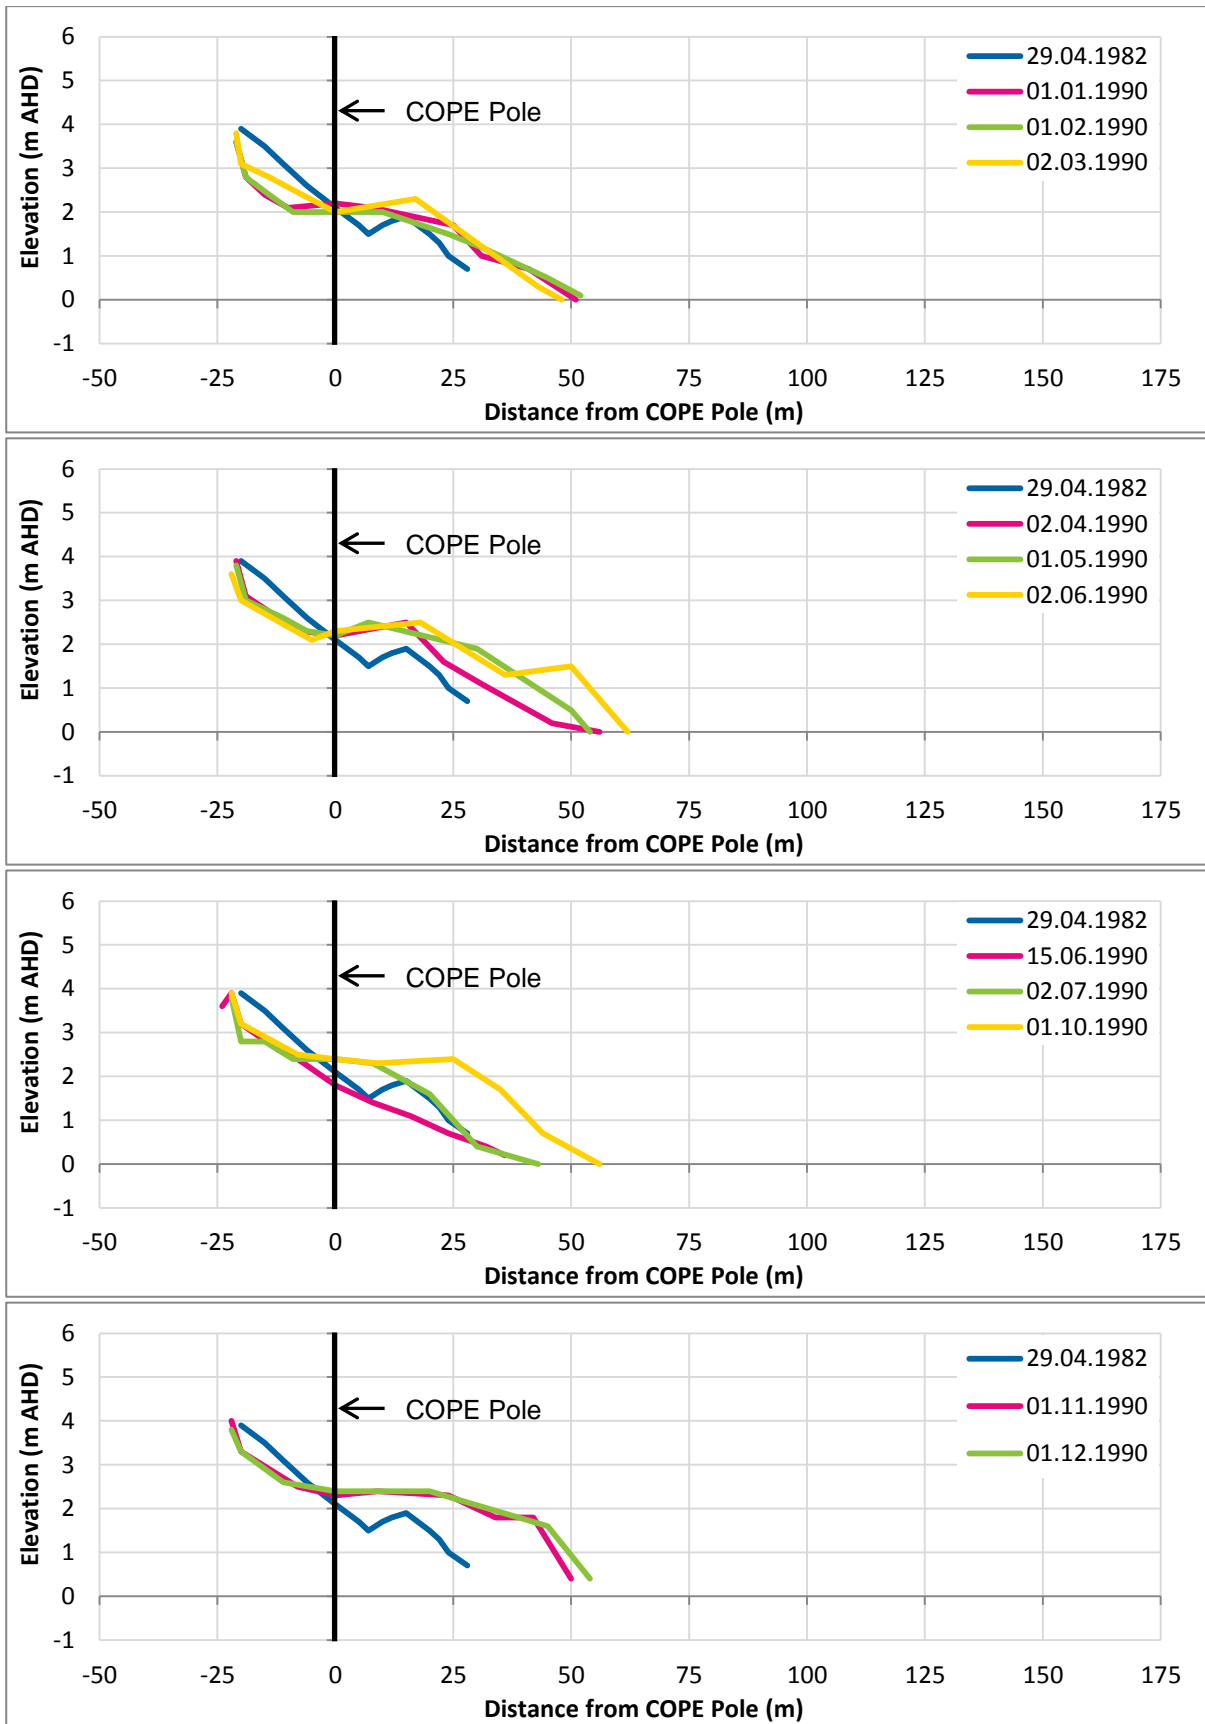 6
5
4
3
2
1
0
-1
Elevation (m AHD)
COPE Pole
29.04.1982
01.01.1990
01.02.1990
02.03.1990
-50 -25 0 25 50 75 100 125 150 175
Distance from COPE Pole (m)
6
5
4
3
2
1
0
-1
Elevation (m AHD)
COPE Pole
29.04.1982
02.04.1990
01.05.1990
02.06.1990
-50 -25 0 25 50 75 100 125 150 175
Distance from COPE Pole (m)
6
5
4
3
2
1
0
-1
Elevation (m AHD)
COPE Pole
29.04.1982
15.06.1990
02.07.1990
01.10.1990
-50 -25 0 25 50 75 100 125 150 175
Distance from COPE Pole (m)
6
5
4
3
2
1
0
-1
Elevation (m AHD)
COPE Pole
29.04.1982
01.11.1990
01.12.1990
-50 -25 0 25 50 75 100 125 150 175
Distance from COPE Pole (m)